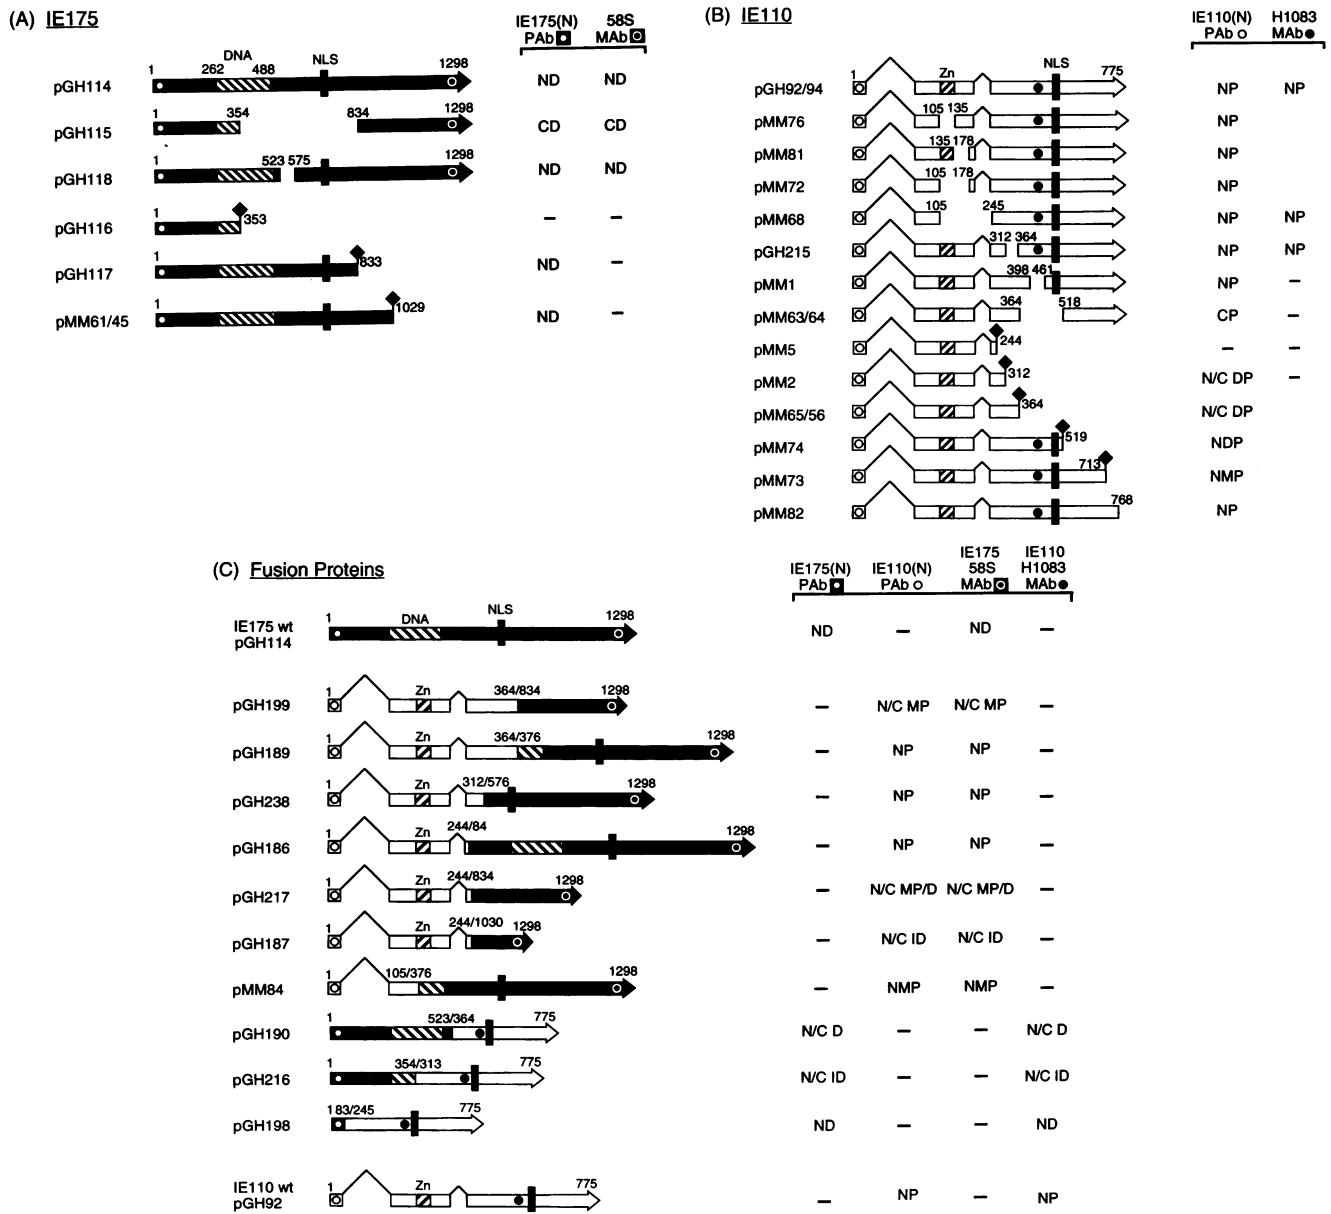 (A) IE175
IE175(N) 58S
PAb MAb
DNA NLS
1 262 488 1298
pGH114 ND ND
1 354 834 1298
pGH115 CD CD
1 523 575 1298
pGH118 ND ND
1
pGH116 353 – –
1
pGH117 833 ND –
1
pMM61/45 1029 ND –
(B) IE110
IE110(N) H1083
PAb MAb
1 Zn NLS 775
pGH92/94 NP NP
105 135
pMM76 NP
135 178
pMM81 NP
105 178
pMM72 NP
105 245
pMM68 NP NP
312 364
pGH215 NP NP
398 461
pMM1 NP –
364 518
pMM63/64 CP –
pMM5 244 – –
pMM2 312 N/C DP –
pMM65/56 364 N/C DP
pMM74 519 NDP
pMM73 713 NMP
768
pMM82 NP
(C) Fusion Proteins
IE175(N) IE110(N) IE175 IE110
58S H1083
PAb PAb MAb MAb
1 DNA NLS 1298
IE175 wt
pGH114 ND – ND –
1 Zn 364/834 1298
pGH199 – N/C MP N/C MP –
1 Zn 364/376 1298
pGH189 – NP NP –
1 Zn 312/576 1298
pGH238 – NP NP –
1 Zn 244/84 1298
pGH186 – NP NP –
1 Zn 244/834 1298
pGH217 – N/C MP/D N/C MP/D –
1 Zn 244/1030 1298
pGH187 – N/C ID N/C ID –
1 105/376 1298
pMM84 – NMP NMP –
1 523/364 775
pGH190 N/C D – – N/C D
1 354/313 775
pGH216 N/C ID – – N/C ID
1 83/245 775
pGH198 ND – – ND
1 Zn 775
IE110 wt
pGH92 – NP – NP